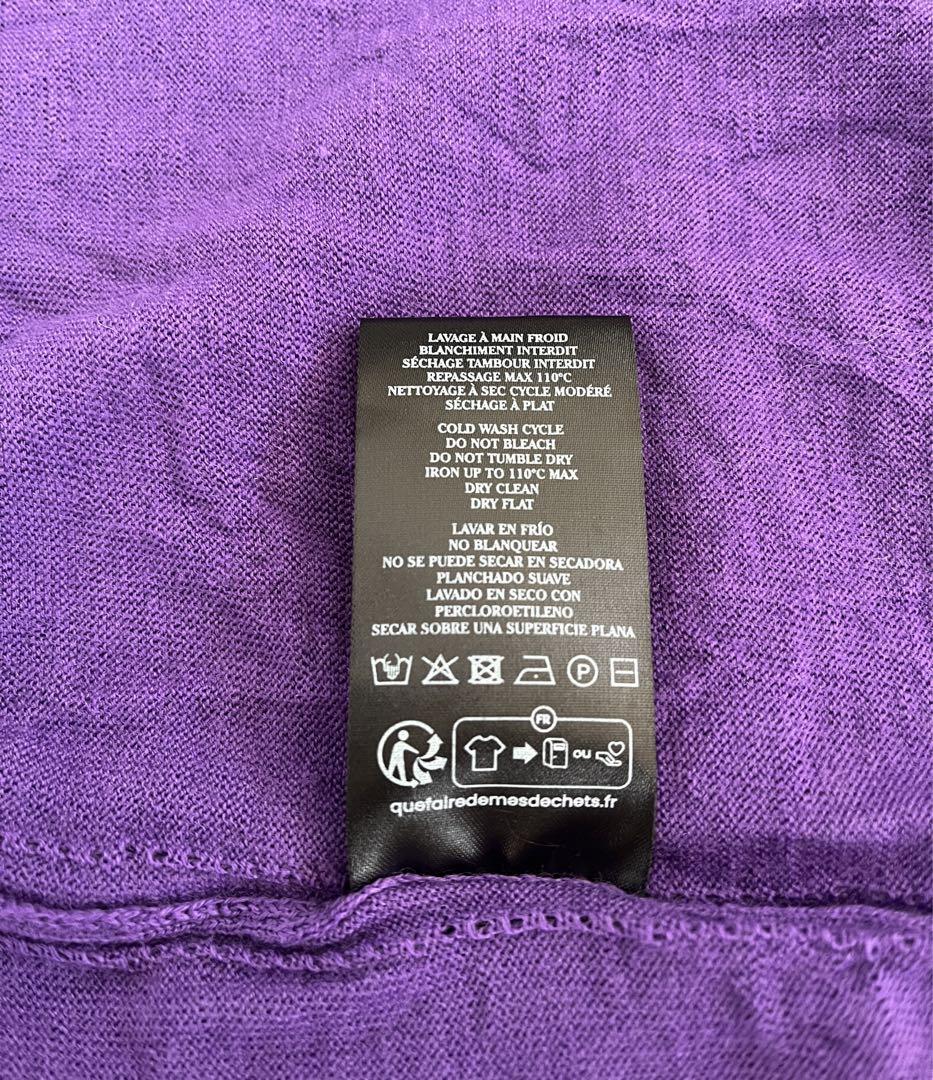 LAVAGE À MAIN FROID
BLANCHIMENT INTERDIT
SÉCHAGE TAMBOUR INTERDIT
REPASSAGE MAX 110°C
NETTOYAGE À SEC CYCLE MODÉRÉ
SÉCHAGE À PLAT
COLD WASH CYCLE
DO NOT BLEACH
DO NOT TUMBLE DRY
IRON UP TO 110°C MAX
DRY CLEAN
DRY FLAT
LAVAR EN FRÍO
NO BLANQUEAR
NO SE PUEDE SECAR EN SECADORA
PLANCHADO SUAVE
LAVADO EN SECO CON
PERCLOROETILENO
SECAR SOBRE UNA SUPERFICIE PLANA
P
FR
OU
quefairedemesdechets.fr